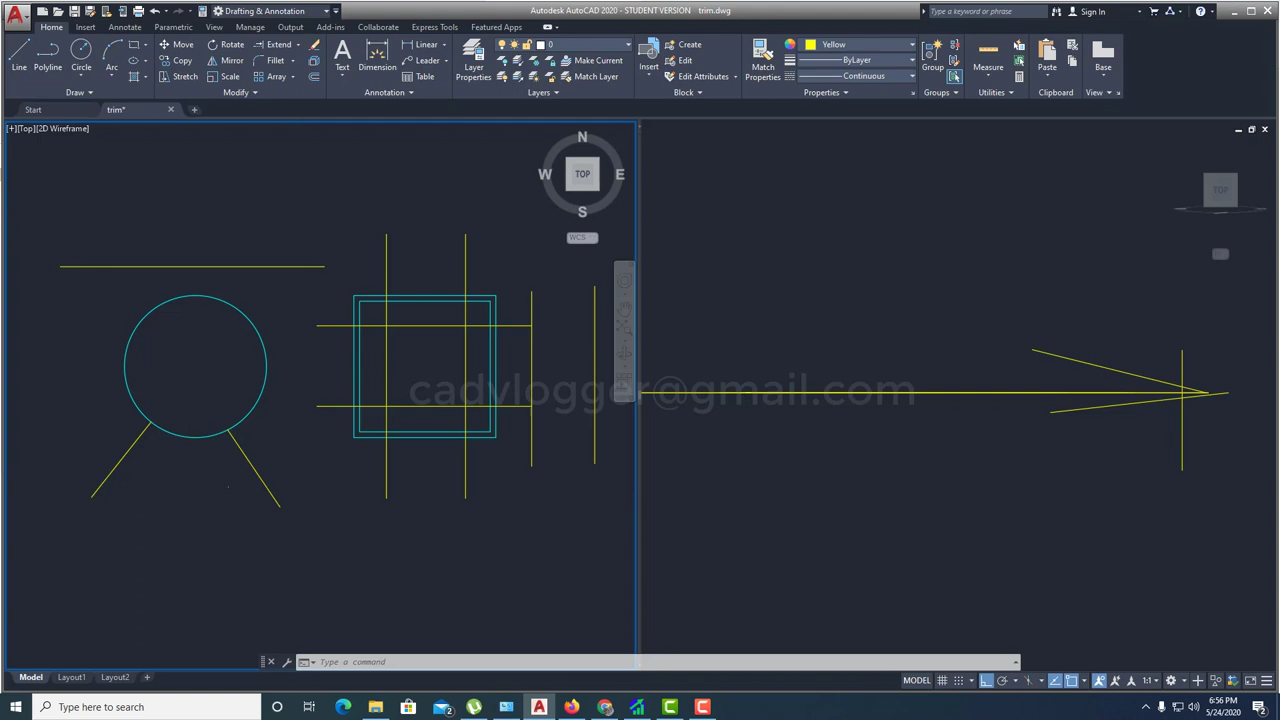 Drafting & Annotation
Autodesk AutoCAD 2020 - STUDENT VERSION trim.dwg
Type a keyword or phrase
Sign In
Home Insert Annotate Parametric View Manage Output Add-ins Collaborate Express Tools Featured Apps
Line Polyline Circle Arc
Move Rotate Extend
Copy Mirror Fillet
Stretch Scale Array
Text Dimension
Linear
Leader
Table
Layer Properties
0
Make Current
Match Layer
Insert
Create
Edit
Edit Attributes
Match Properties
Yellow
ByLayer
Continuous
Group Measure Paste Base
Draw Modify Annotation Layers Block Properties Groups Utilities Clipboard View
Start trim*
[+][Top][2D Wireframe]
N
W TOP E
S
WCS
TOP
cadvlogger@gmail.com
Type a command
Model Layout1 Layout2
MODEL 1:1
Type here to search
2
6:56 PM
5/24/2020